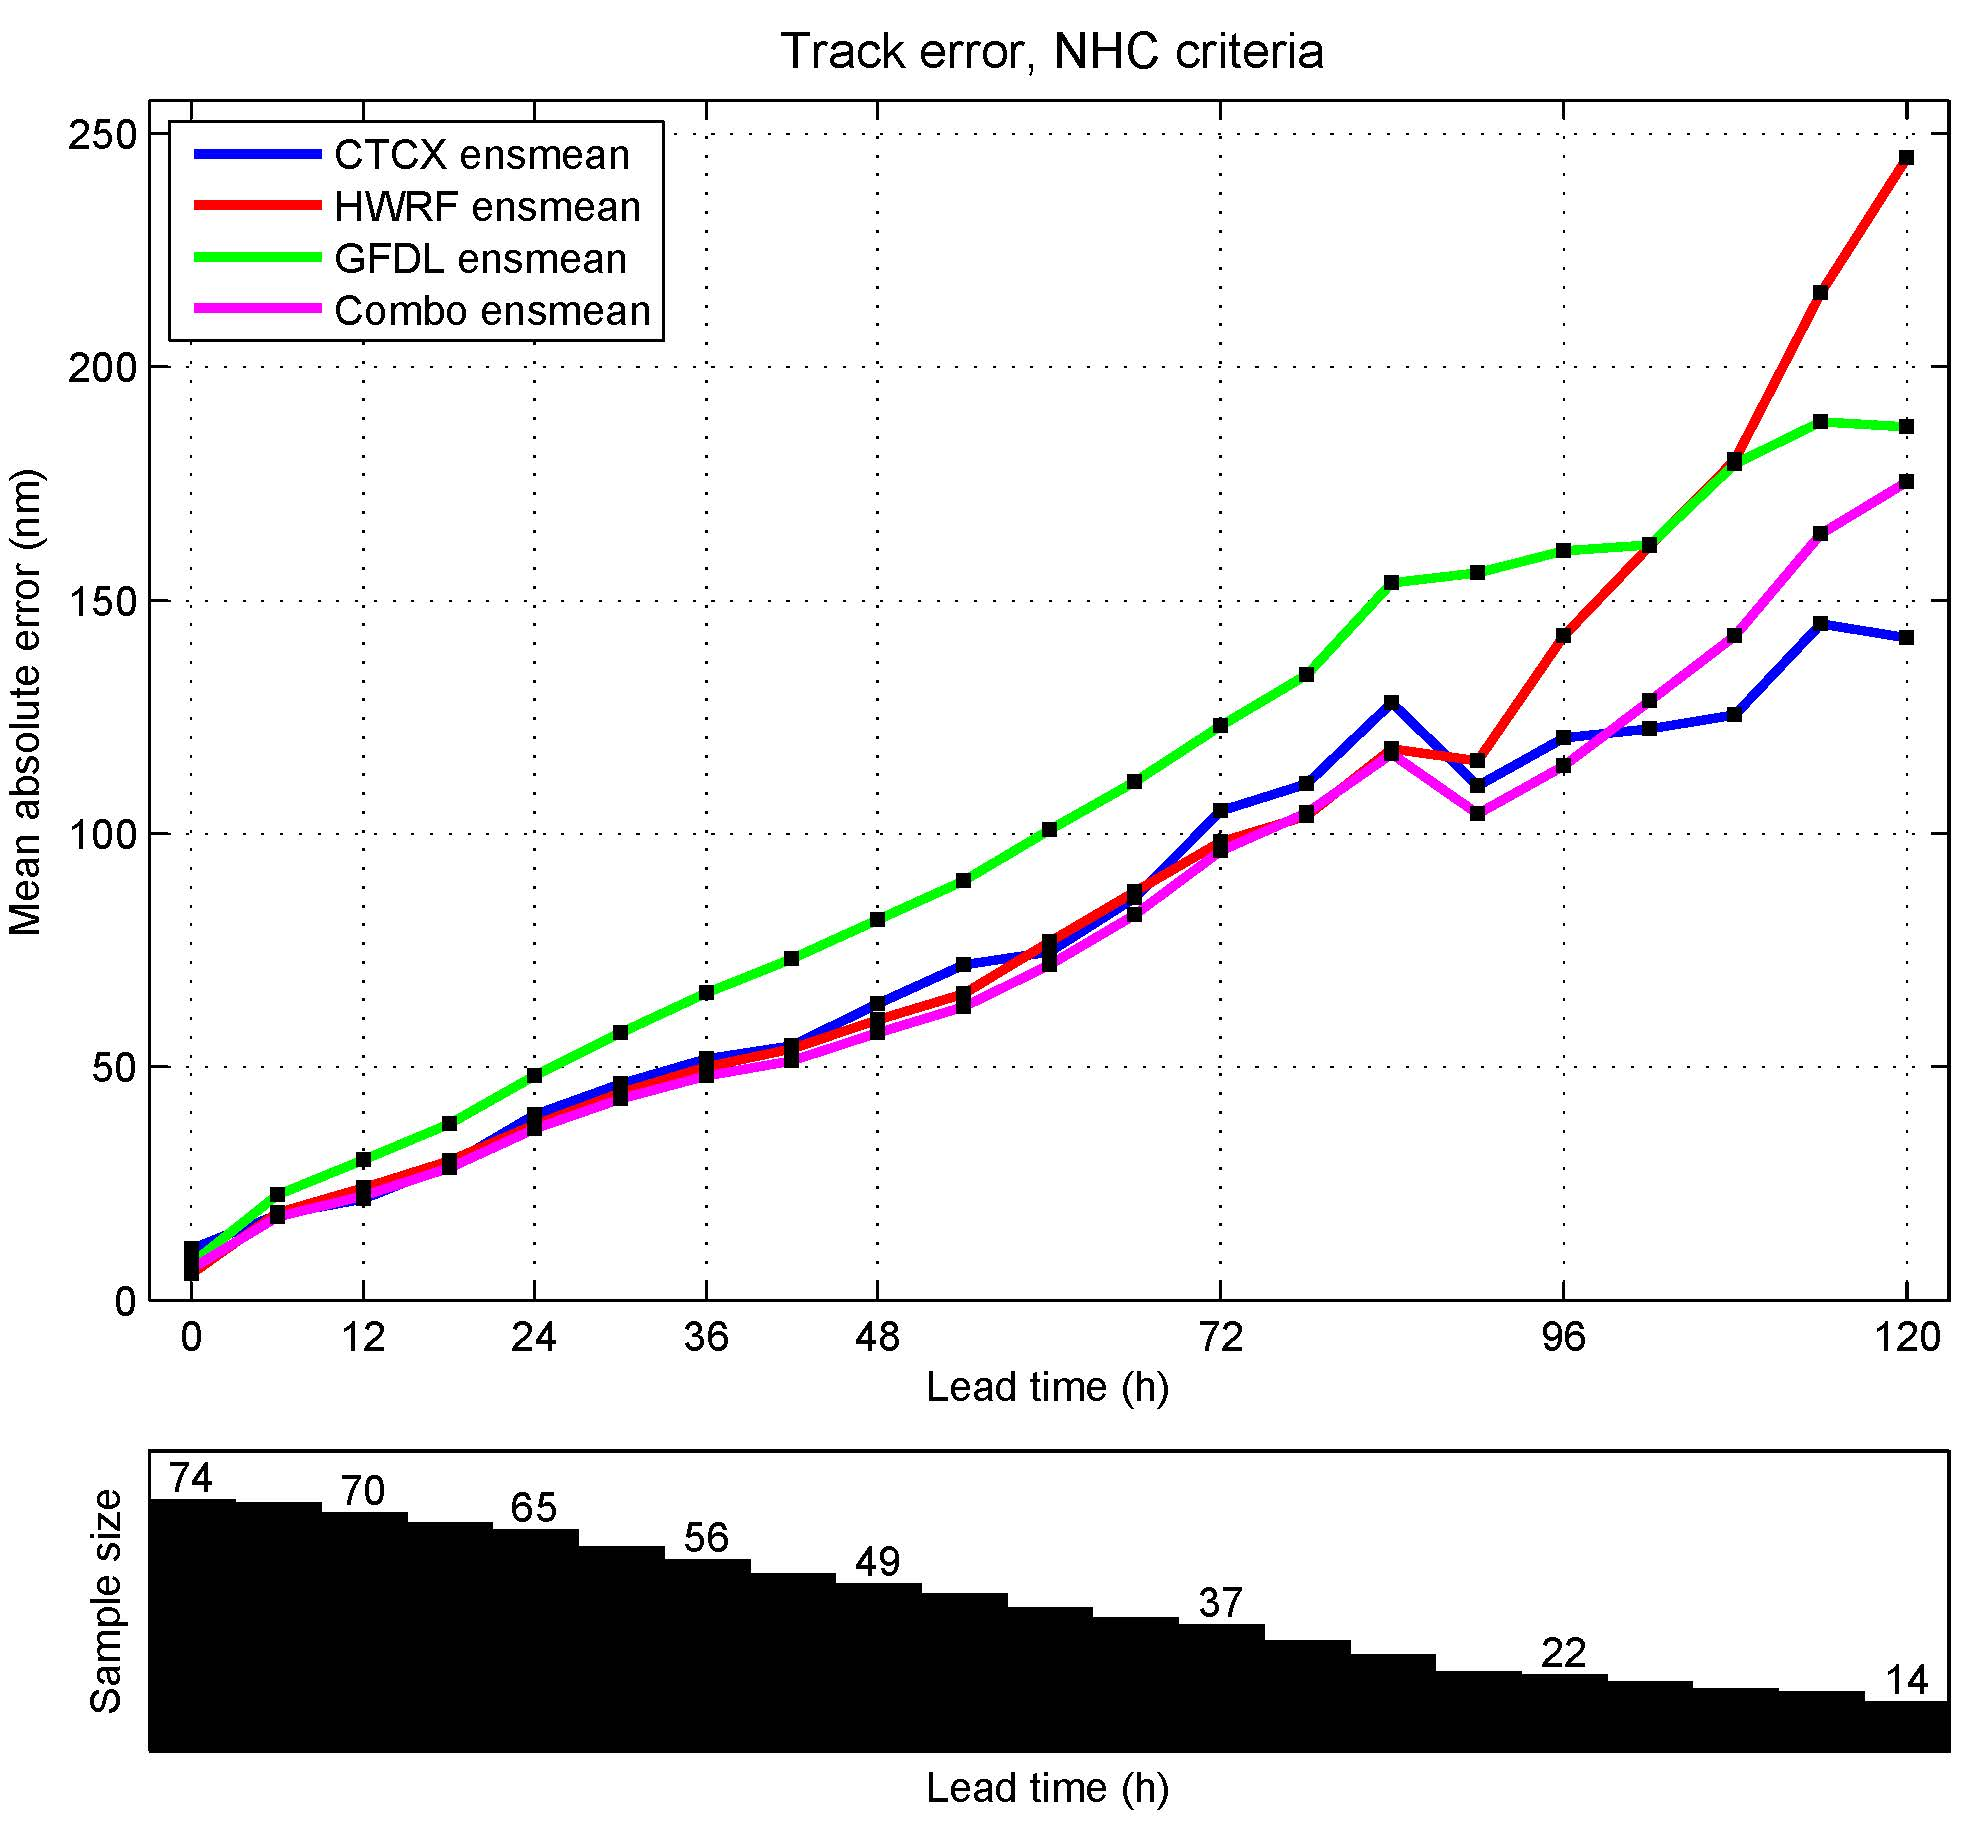 Track error, NHC criteria
250
200
150
100
50
0
Mean absolute error (nm)
CTCX ensmean
HWRF ensmean
GFDL ensmean
Combo ensmean
0 12 24 36 48 72 96 120
Lead time (h)
Sample size
74 70 65 56 49 37 22 14
Lead time (h)